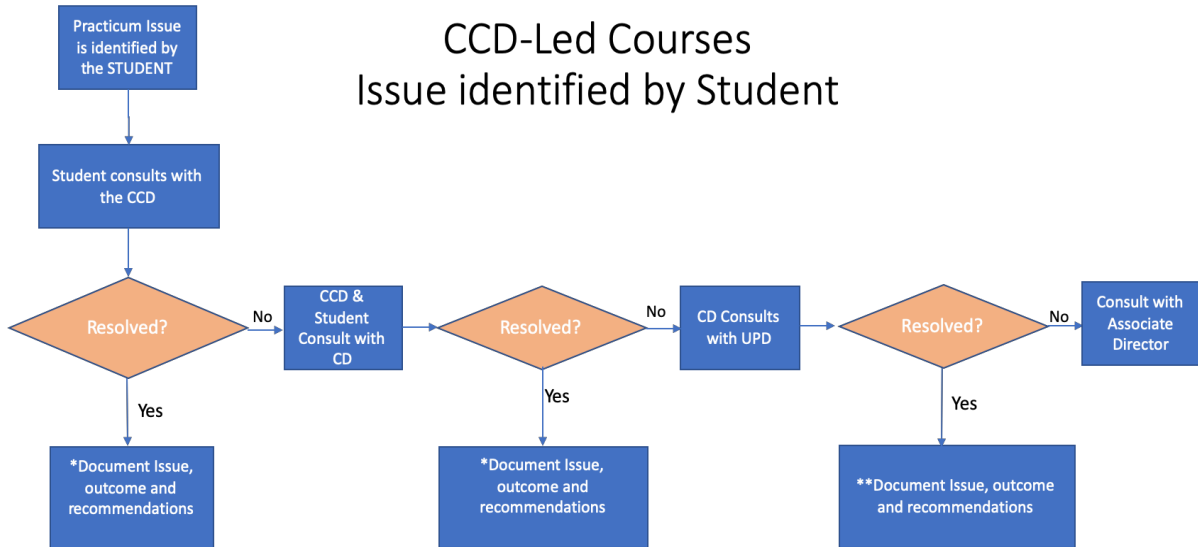 CCD-Led Courses
Issue identified by Student
Practicum Issue
is identified by
the STUDENT
Student consults with
the CCD
Resolved?
No
CCD &
Student
Consult with
CD
Resolved?
No
CD Consults
with UPD
Resolved?
No
Consult with
Associate
Director
Yes
Yes
Yes
*Document Issue,
outcome and
recommendations
*Document Issue,
outcome and
recommendations
**Document Issue, outcome
and recommendations